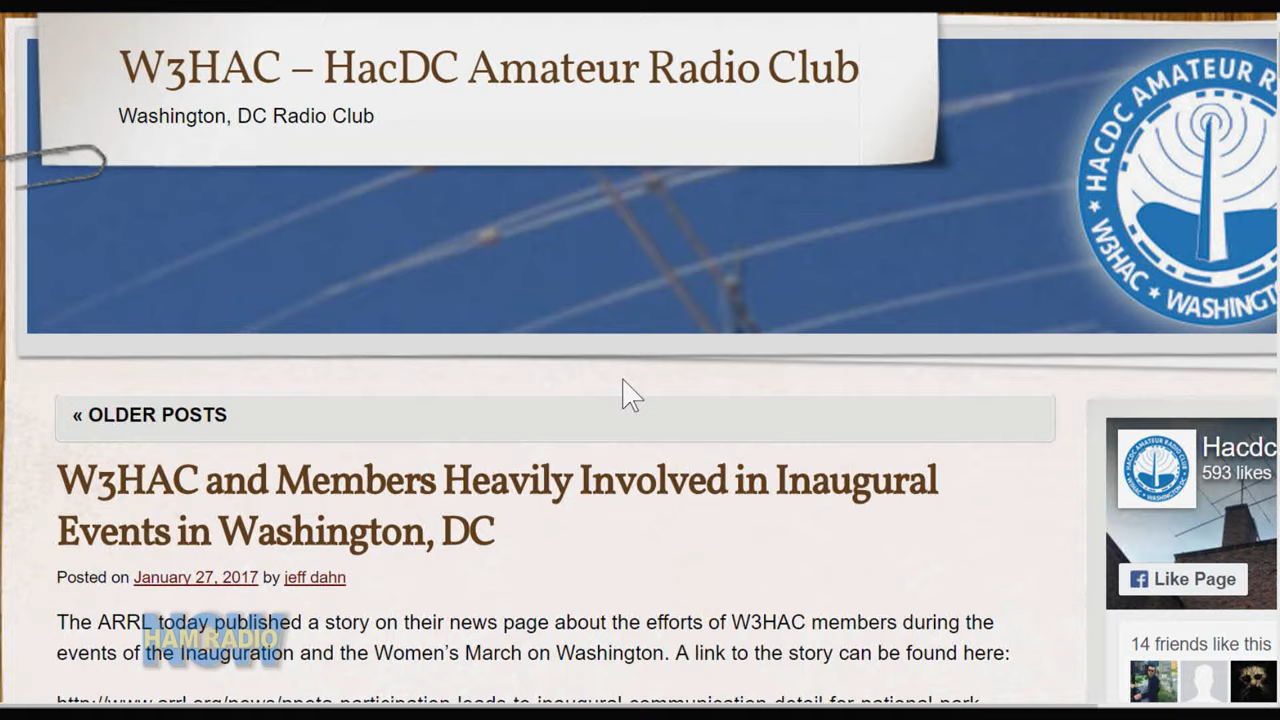 W3HAC – HacDC Amateur Radio Club
Washington, DC Radio Club
HACDC AMATEUR
★ W3HAC ★
« OLDER POSTS
W3HAC and Members Heavily Involved in Inaugural
Events in Washington, DC
Posted on January 27, 2017 by jeff dahn
The ARRL today published a story on their news page about the efforts of W3HAC members during the
events of the Inauguration and the Women's March on Washington. A link to the story can be found here:
HAM RADIO
NOW
Hacdc
593 likes
Like Page
14 friends like this